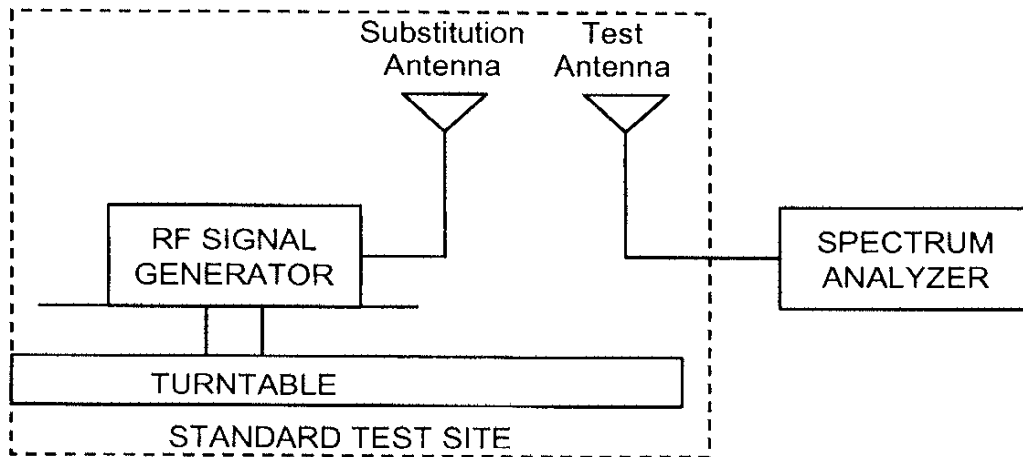 Substitution
Antenna
Test
Antenna
RF SIGNAL
GENERATOR
SPECTRUM
ANALYZER
TURNTABLE
STANDARD TEST SITE